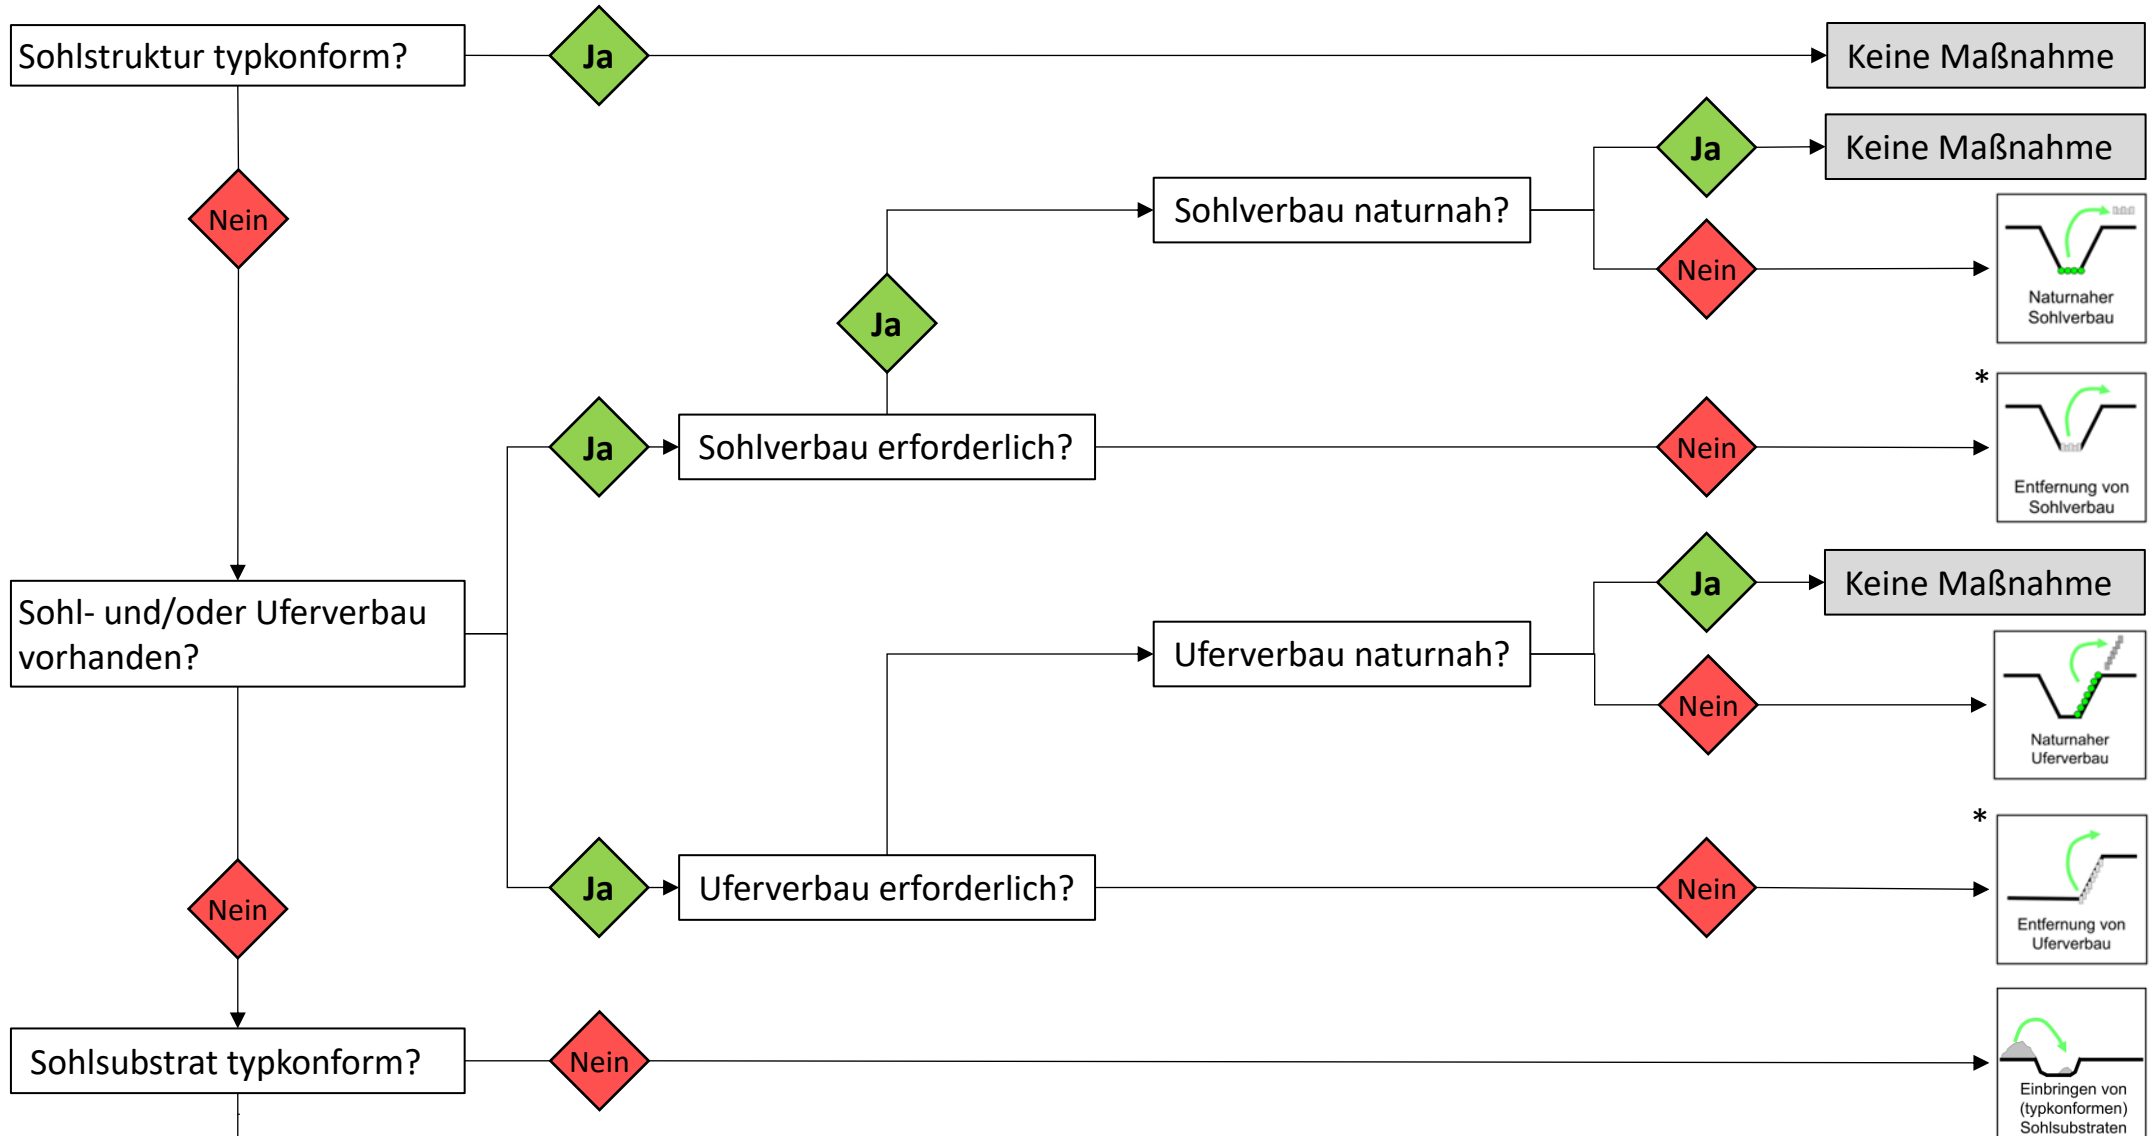 Sohlstruktur typkonform?
Ja
Keine Maßnahme
Ja
Keine Maßnahme
Nein
Sohlverbau naturnah?
Nein
Naturnaher
Sohlverbau
Ja
*
Ja
Sohlverbau erforderlich?
Nein
Entfernung von
Sohlverbau
Ja
Keine Maßnahme
Sohl- und/oder Uferverbau
vorhanden?
Uferverbau naturnah?
Nein
Naturnaher
Uferverbau
*
Ja
Uferverbau erforderlich?
Nein
Entfernung von
Uferverbau
Nein
Sohlsubstrat typkonform?
Nein
Einbringen von
(typkonformen)
Sohlsubstraten